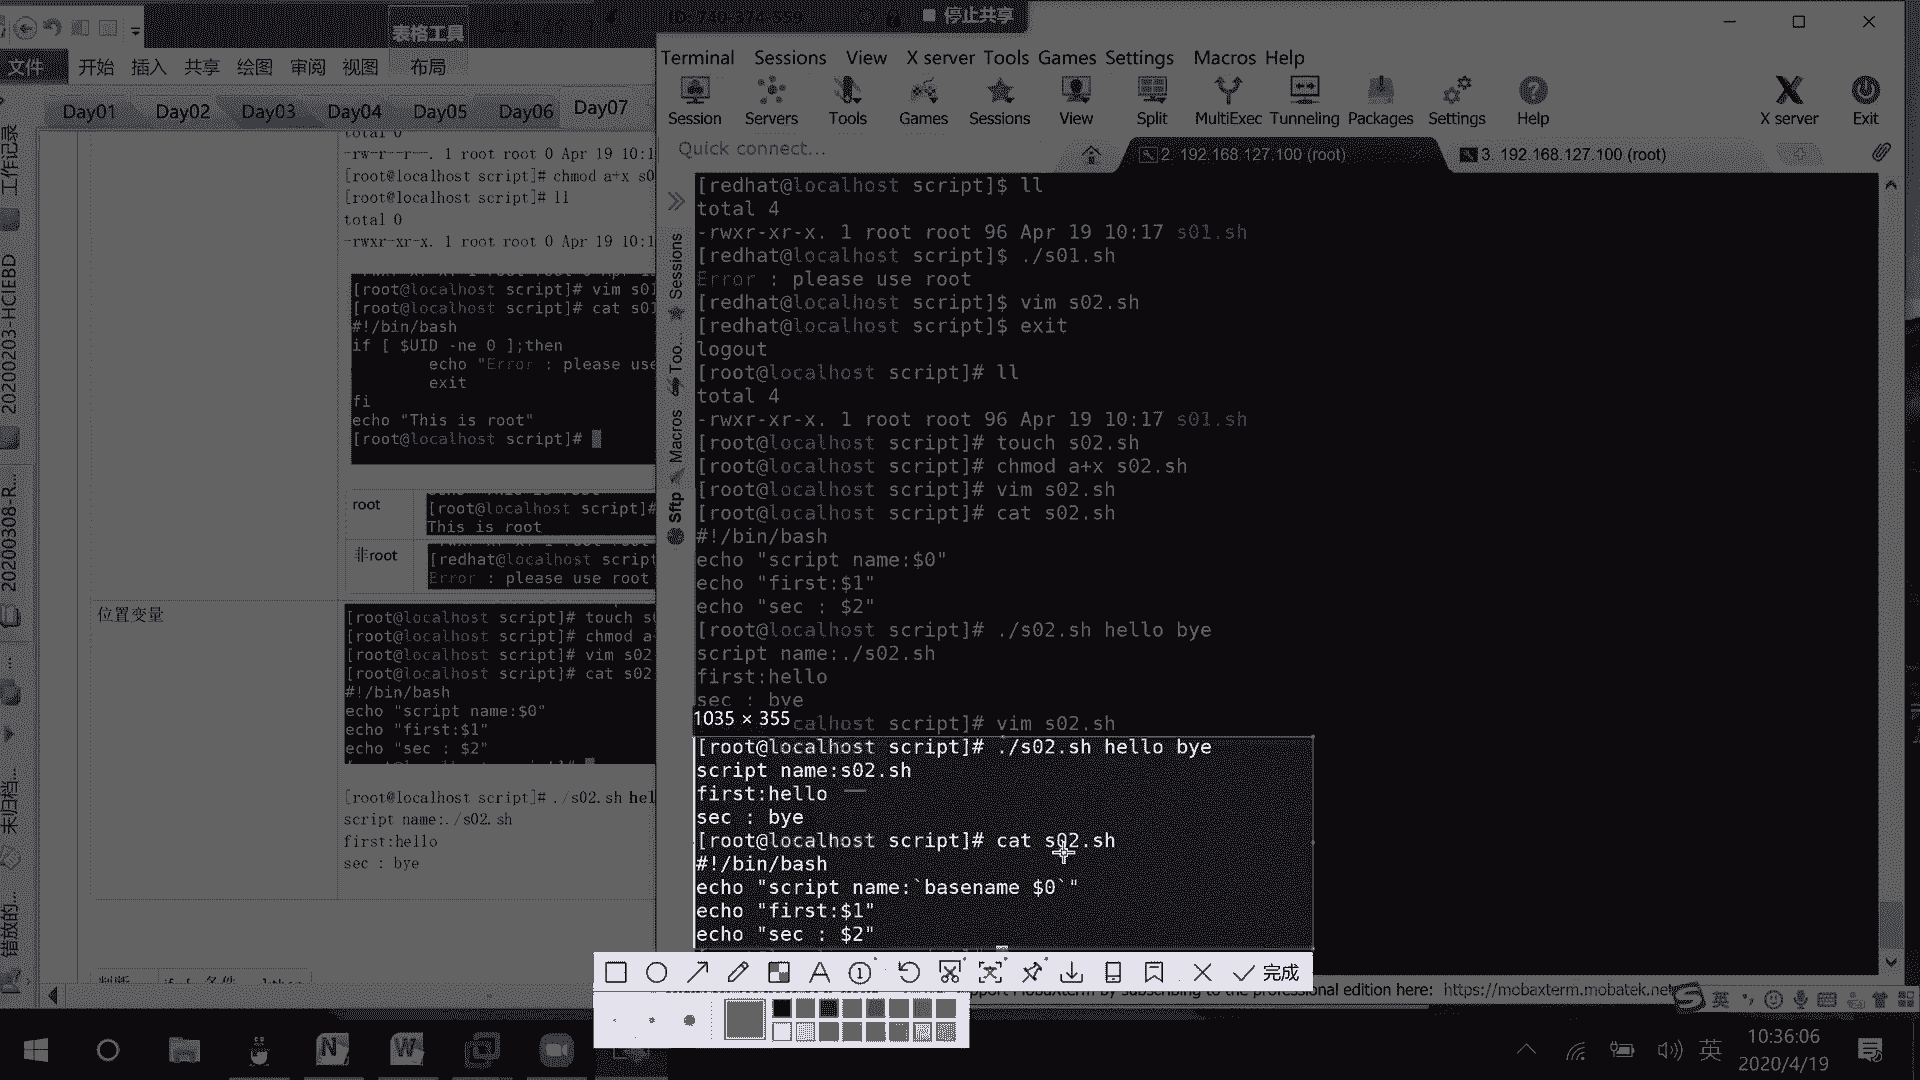 表格工具
ID: 740-374-559
停止共享
文件 开始 插入 共享 绘图 审阅 视图 布局
Day01 Day02 Day03 Day04 Day05 Day06 Day07
工作记录
20200203-HCIEBD
20200308-R...
...
未归档...
错放的...
total 0
-rw-r--r--. 1 root root 0 Apr 19 10:1
[root@localhost script]# chmod a+x s0
[root@localhost script]# ll
total 0
-rwxr-xr-x. 1 root root 0 Apr 19 10:1
[root@localhost script]# vim s01
[root@localhost script]# cat s01
#!/bin/bash
if [ $UID -ne 0 ];then
echo "Error : please use
exit
fi
echo "This is root"
[root@localhost script]#
root
[root@localhost script]#
This is root
非root
[redhat@localhost script
Error : please use root
位置变量
[root@localhost script]# touch s
[root@localhost script]# chmod a
[root@localhost script]# vim s02
[root@localhost script]# cat s02
#!/bin/bash
echo "script name:$0"
echo "first:$1"
echo "sec : $2"
[root@localhost script]# ./s02.sh hel
script name:./s02.sh
first:hello
sec : bye
Terminal Sessions View X server Tools Games Settings Macros Help
Session Servers Tools Games Sessions View Split MultiExec Tunneling Packages Settings Help X server Exit
Quick connect...
2. 192.168.127.100 (root)
3. 192.168.127.100 (root)
Sessions
Too...
Macros
Sftp
[redhat@localhost script]$ ll
total 4
-rwxr-xr-x. 1 root root 96 Apr 19 10:17 s01.sh
[redhat@localhost script]$ ./s01.sh
Error : please use root
[redhat@localhost script]$ vim s02.sh
[redhat@localhost script]$ exit
logout
[root@localhost script]# ll
total 4
-rwxr-xr-x. 1 root root 96 Apr 19 10:17 s01.sh
[root@localhost script]# touch s02.sh
[root@localhost script]# chmod a+x s02.sh
[root@localhost script]# vim s02.sh
[root@localhost script]# cat s02.sh
#!/bin/bash
echo "script name:$0"
echo "first:$1"
echo "sec : $2"
[root@localhost script]# ./s02.sh hello bye
script name:./s02.sh
first:hello
sec : bye
1035 × 355
calhost script]# vim s02.sh
[root@localhost script]# ./s02.sh hello bye
script name:s02.sh
first:hello
sec : bye
[root@localhost script]# cat s02.sh
#!/bin/bash
echo "script name:`basename $0`"
echo "first:$1"
echo "sec : $2"
完成
pport MobaXterm by subscribing to the professional edition here: https://mobaxterm.mobatek.net
英
英
10:36:06
2020/4/19